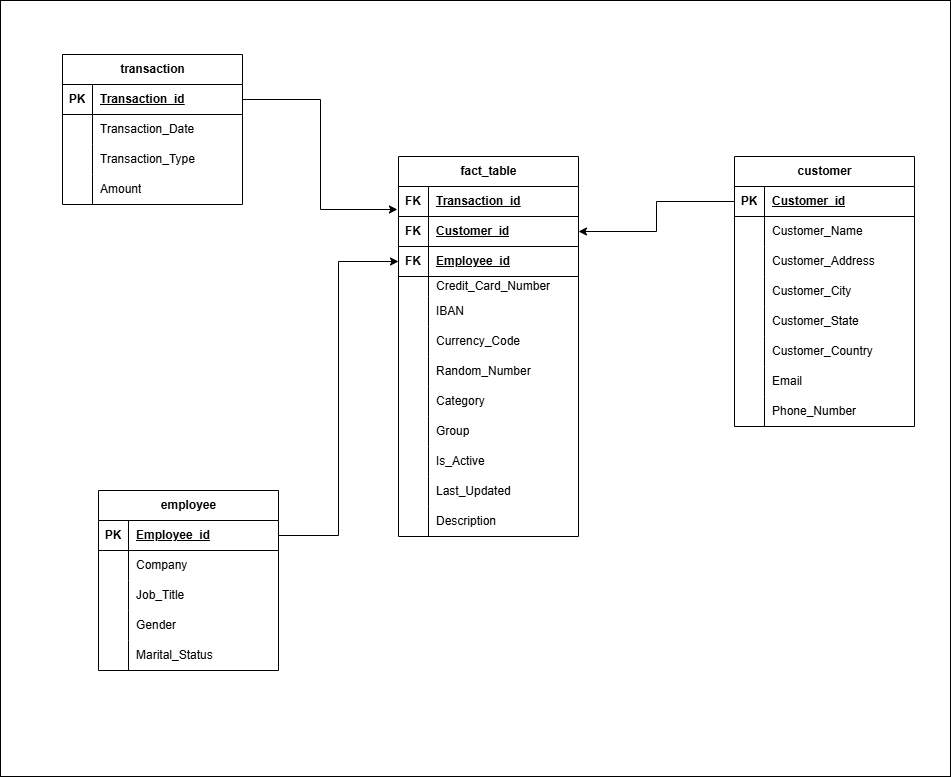 transaction
PK Transaction_id
Transaction_Date
Transaction_Type
Amount
fact_table
FK Transaction_id
FK Customer_id
FK Employee_id
Credit_Card_Number
IBAN
Currency_Code
Random_Number
Category
Group
Is_Active
Last_Updated
Description
customer
PK Customer_id
Customer_Name
Customer_Address
Customer_City
Customer_State
Customer_Country
Email
Phone_Number
employee
PK Employee_id
Company
Job_Title
Gender
Marital_Status